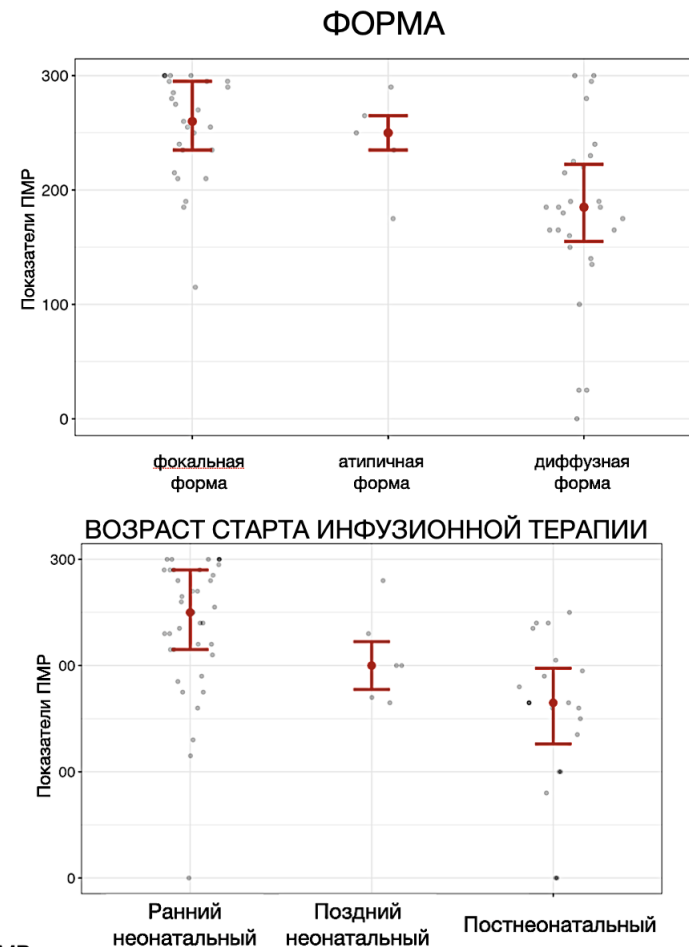 ФОРМА
300
200
100
0
Показатели ПМР
фокальная
форма
атипичная
форма
диффузная
форма
ВОЗРАСТ СТАРТА ИНФУЗИОННОЙ ТЕРАПИИ
300
00
00
0
Показатели ПМР
Ранний
неонатальный
Поздний
неонатальный
Постнеонатальный